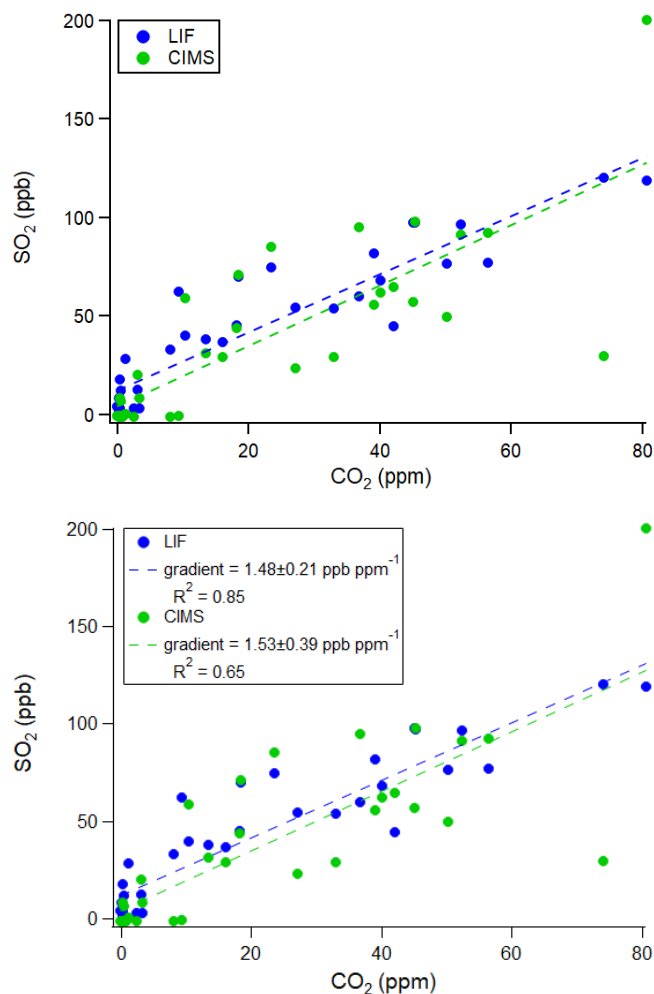 200
LIF
CIMS
150
SO₂ (ppb)
100
50
0
0 20 40 60 80
CO₂ (ppm)
200
LIF
gradient = 1.48±0.21 ppb ppm⁻¹
R² = 0.85
CIMS
gradient = 1.53±0.39 ppb ppm⁻¹
R² = 0.65
150
SO₂ (ppb)
100
50
0
0 20 40 60 80
CO₂ (ppm)